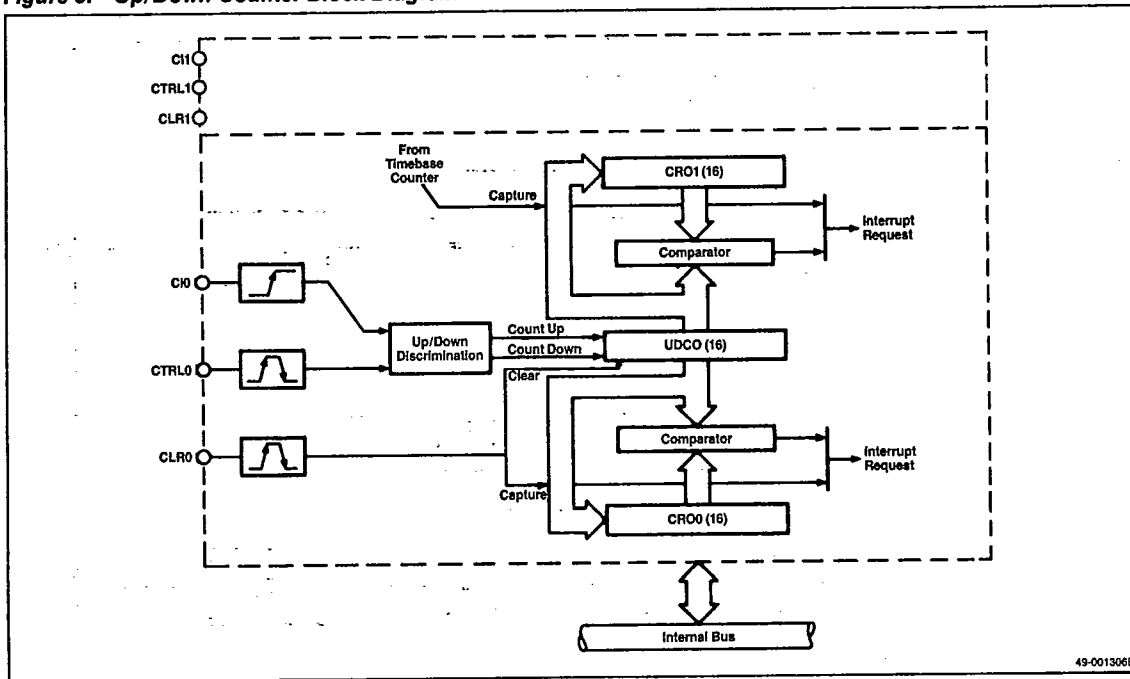 CI1
CTRL1
CLR1
From
Timebase
Counter
Capture
CRO1 (16)
Interrupt
Request
Comparator
CI0
Up/Down
Discrimination
Count Up
Count Down
Clear
UDCO (16)
CTRL0
Comparator
Interrupt
Request
CLR0
Capture
CRO0 (16)
Internal Bus
49-001306B